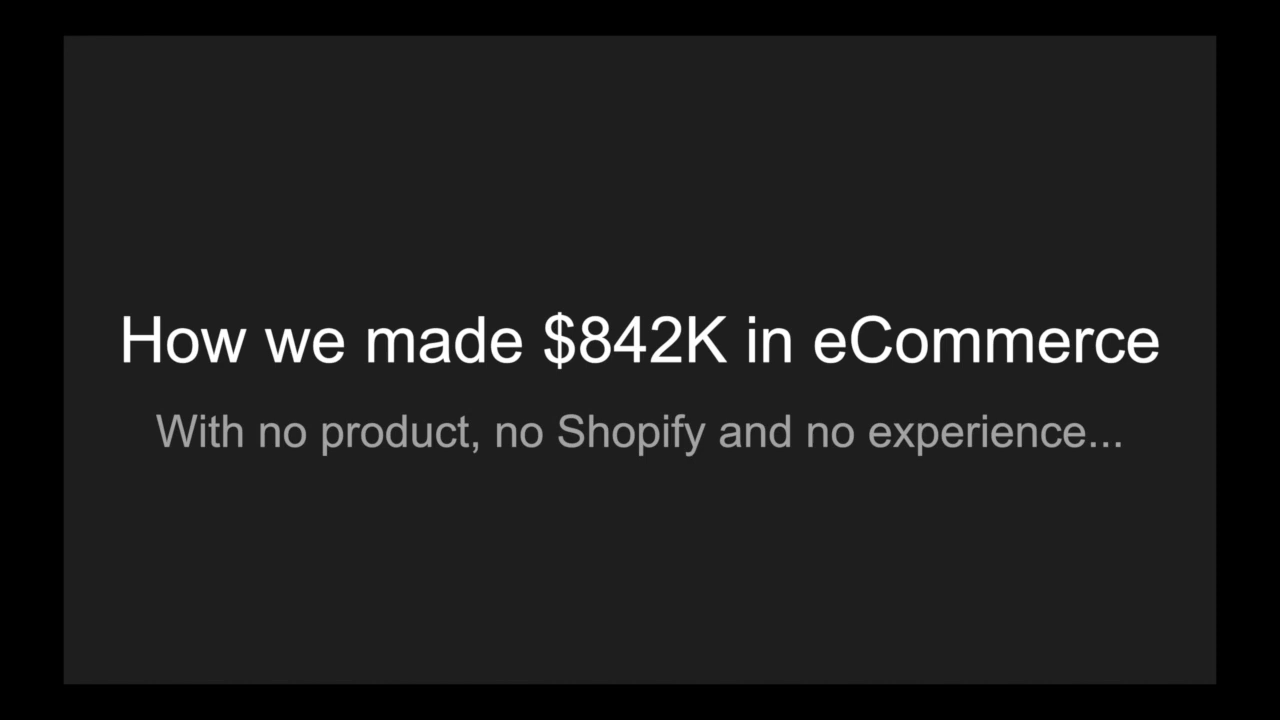 How we made $842K in eCommerce
With no product, no Shopify and no experience...